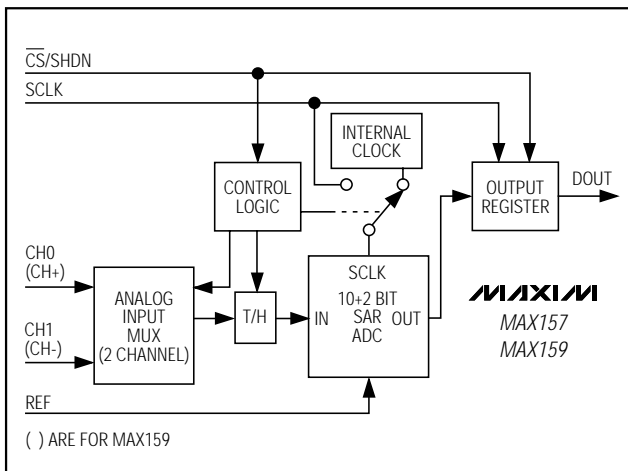 CS/SHDN
SCLK
INTERNAL
CLOCK
CONTROL
LOGIC
OUTPUT
REGISTER
DOUT
CH0
(CH+)
ANALOG
INPUT
MUX
(2 CHANNEL)
CH1
(CH-)
T/H
SCLK
10+2 BIT
IN SAR OUT
ADC
MAXIM
MAX157
MAX159
REF
( ) ARE FOR MAX159